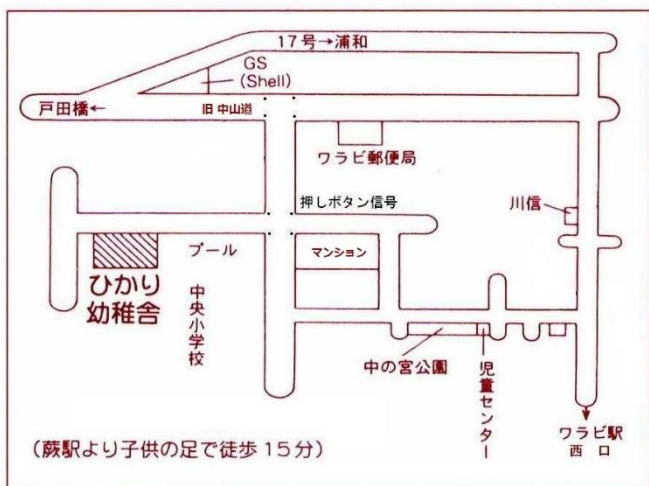 17号→浦和
GS
(Shell)
戸田橋←
旧 中山道
ワラビ郵便局
押しボタン信号
川信
プール
マンション
ひかり
幼稚舎
中央小学校
中の宮公園
児童センター
ワラビ駅
西 口
(蕨駅より子供の足で徒歩15分)